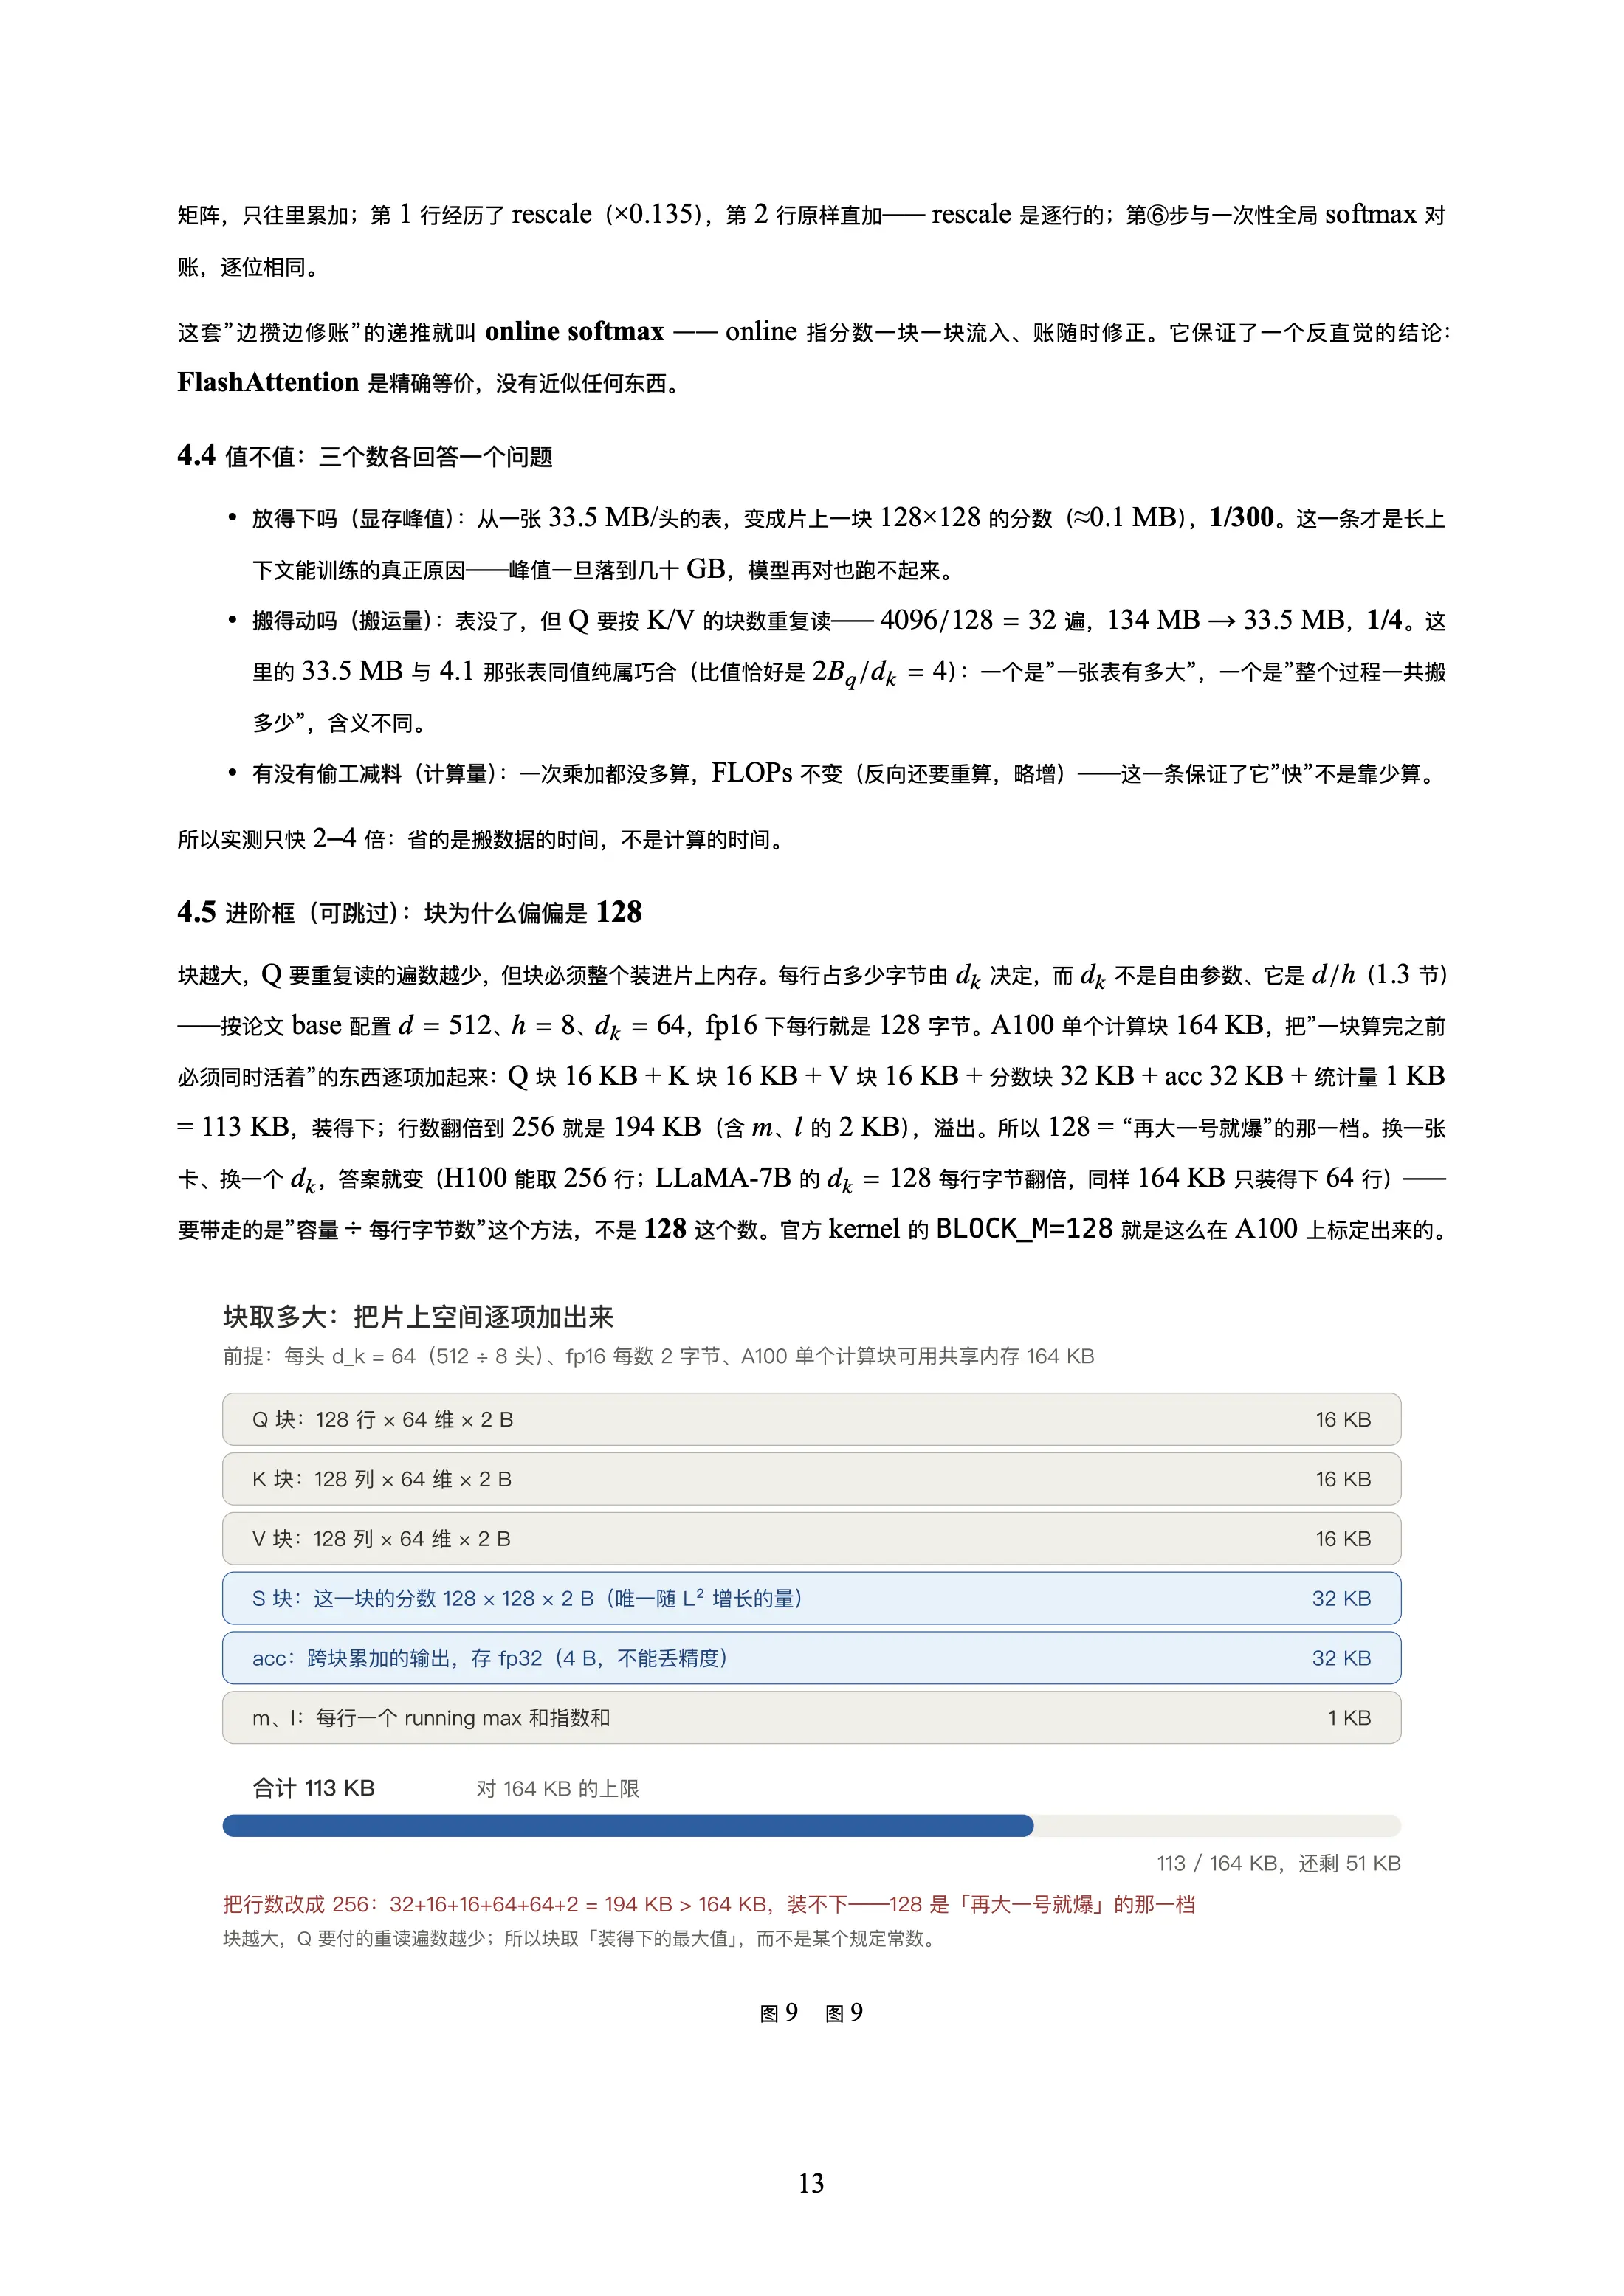 矩阵，只往里累加；第 1 行经历了 rescale（×0.135），第 2 行原样直加—— rescale 是逐行的；第⑥步与一次性全局 softmax 对
账，逐位相同。
这套”边攒边修账”的递推就叫 online softmax —— online 指分数一块一块流入、账随时修正。它保证了一个反直觉的结论：
FlashAttention 是精确等价，没有近似任何东西。
4.4 值不值：三个数各回答一个问题
• 放得下吗（显存峰值）：从一张 33.5 MB/头的表，变成片上一块 128×128 的分数（≈0.1 MB），1/300。这一条才是长上
下文能训练的真正原因——峰值一旦落到几十 GB，模型再对也跑不起来。
• 搬得动吗（搬运量）：表没了，但 Q 要按 K/V 的块数重复读—— 4096/128 = 32 遍，134 MB → 33.5 MB，1/4。这
里的 33.5 MB 与 4.1 那张表同值纯属巧合（比值恰好是 2B_q/d_k = 4）：一个是”一张表有多大”，一个是”整个过程一共搬
多少”，含义不同。
• 有没有偷工减料（计算量）：一次乘加都没多算，FLOPs 不变（反向还要重算，略增）——这一条保证了它”快”不是靠少算。
所以实测只快 2–4 倍：省的是搬数据的时间，不是计算的时间。
4.5 进阶框（可跳过）：块为什么偏偏是 128
块越大，Q 要重复读的遍数越少，但块必须整个装进片上内存。每行占多少字节由 d_k 决定，而 d_k 不是自由参数、它是 d/h（1.3 节）
——按论文 base 配置 d = 512、h = 8、d_k = 64，fp16 下每行就是 128 字节。A100 单个计算块 164 KB，把”一块算完之前
必须同时活着”的东西逐项加起来：Q 块 16 KB + K 块 16 KB + V 块 16 KB + 分数块 32 KB + acc 32 KB + 统计量 1 KB
= 113 KB，装得下；行数翻倍到 256 就是 194 KB（含 m、l 的 2 KB），溢出。所以 128 = “再大一号就爆”的那一档。换一张
卡、换一个 d_k，答案就变（H100 能取 256 行；LLaMA-7B 的 d_k = 128 每行字节翻倍，同样 164 KB 只装得下 64 行）——
要带走的是”容量 ÷ 每行字节数”这个方法，不是 128 这个数。官方 kernel 的 BLOCK_M=128 就是这么在 A100 上标定出来的。
块取多大：把片上空间逐项加出来
前提：每头 d_k = 64（512 ÷ 8 头）、fp16 每数 2 字节、A100 单个计算块可用共享内存 164 KB
Q 块：128 行 × 64 维 × 2 B 16 KB
K 块：128 列 × 64 维 × 2 B 16 KB
V 块：128 列 × 64 维 × 2 B 16 KB
S 块：这一块的分数 128 × 128 × 2 B（唯一随 L² 增长的量） 32 KB
acc：跨块累加的输出，存 fp32（4 B，不能丢精度） 32 KB
m、l：每行一个 running max 和指数和 1 KB
合计 113 KB 对 164 KB 的上限
113 / 164 KB，还剩 51 KB
把行数改成 256：32+16+16+64+64+2 = 194 KB > 164 KB，装不下——128 是「再大一号就爆」的那一档
块越大，Q 要付的重读遍数越少；所以块取「装得下的最大值」，而不是某个规定常数。
图 9 图 9
13